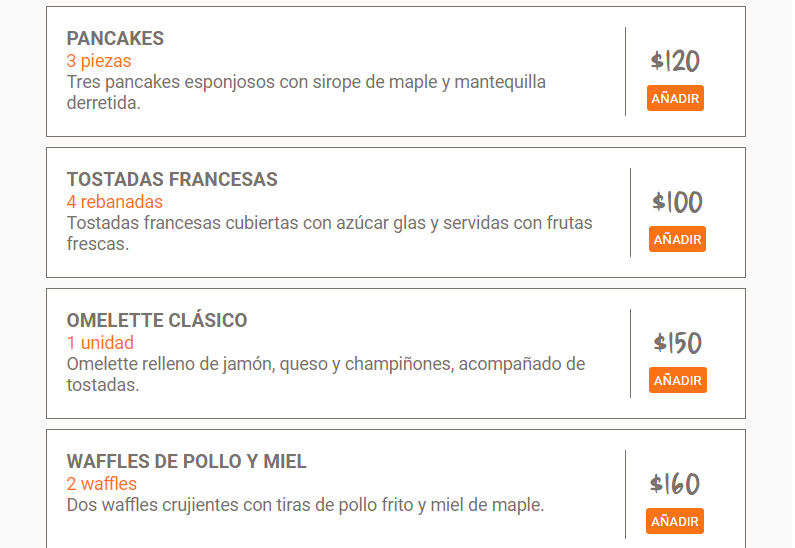 PANCAKES
3 piezas
Tres pancakes esponjosos con sirope de maple y mantequilla
derretida.
$120
AÑADIR
TOSTADAS FRANCESAS
4 rebanadas
Tostadas francesas cubiertas con azúcar glas y servidas con frutas
frescas.
$100
AÑADIR
OMELETTE CLÁSICO
1 unidad
Omelette relleno de jamón, queso y champiñones, acompañado de
tostadas.
$150
AÑADIR
WAFFLES DE POLLO Y MIEL
2 waffles
Dos waffles crujientes con tiras de pollo frito y miel de maple.
$160
AÑADIR